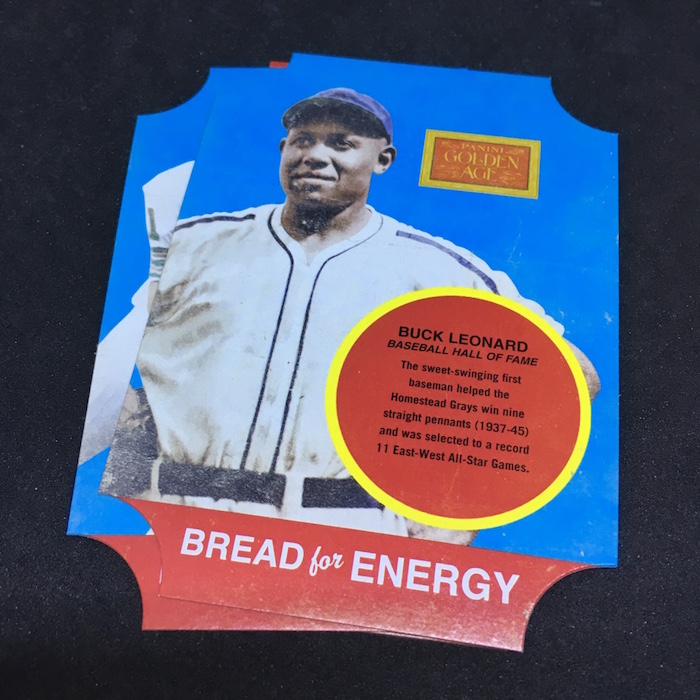 PANINI
GOLDEN
AGE
BUCK LEONARD
BASEBALL HALL OF FAME
The sweet-swinging first
baseman helped the
Homestead Grays win nine
straight pennants (1937-45)
and was selected to a record
11 East-West All-Star Games.
BREAD for ENERGY